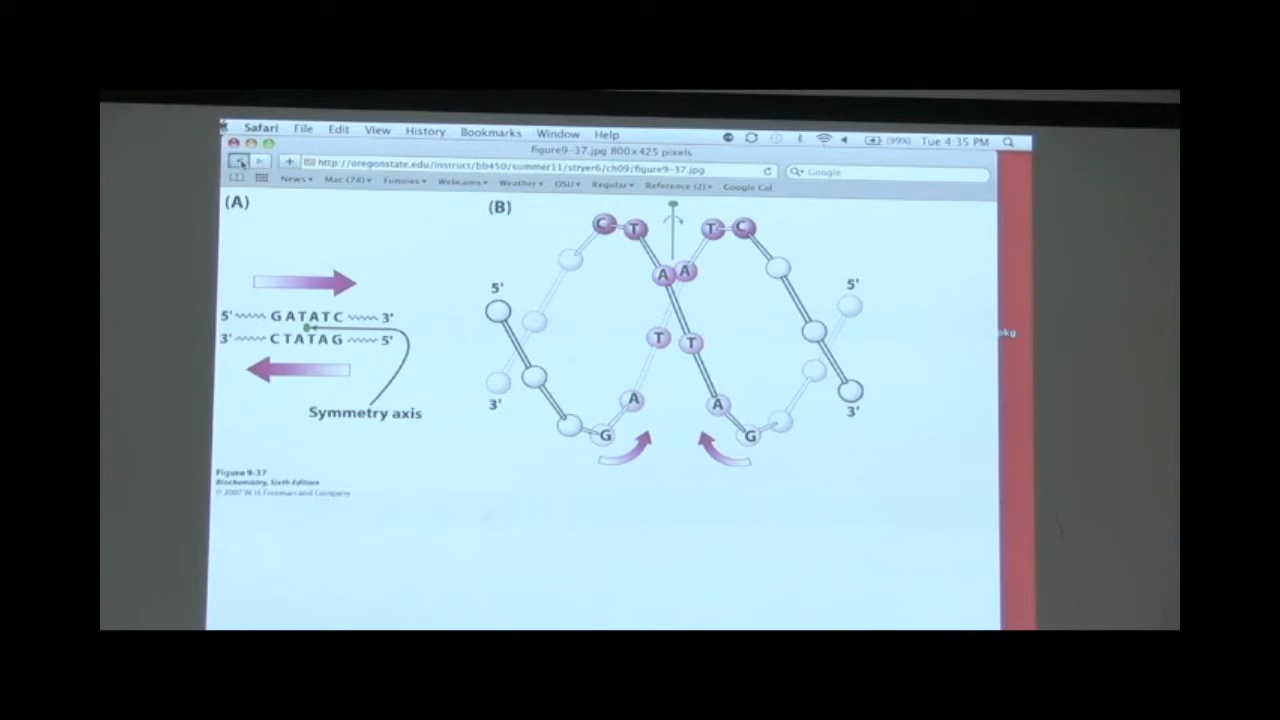 Safari File Edit View History Bookmarks Window Help (99%) Tue 4:35 PM
figure9-37.jpg 800×425 pixels
http://oregonstate.edu/instruct/bb450/summer11/stryer6/ch09/figure9-37.jpg
Google
News Mac (74) Funnies Webcams Weather OSU Regular Reference (2) Google Cal
(A)
5' GATATC 3'
3' CTATAG 5'
Symmetry axis
(B)
C T T C
A A
5' 5'
T T
A A
3' 3'
G G
Figure 9-37
Biochemistry, Sixth Edition
© 2007 W.H. Freeman and Company
pkg